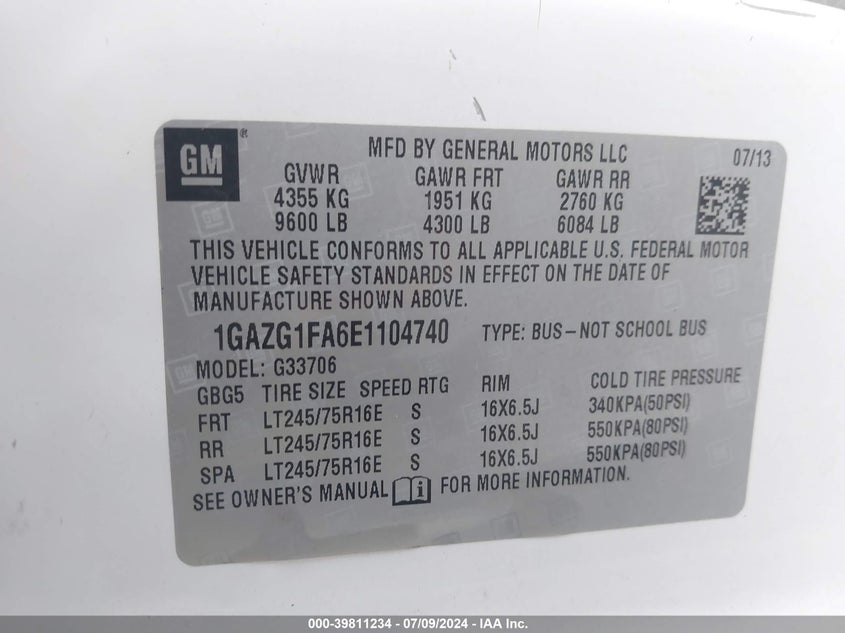 GM ® MFD BY GENERAL MOTORS LLC 07/13
GVWR GAWR FRT GAWR RR
4355 KG 1951 KG 2760 KG
9600 LB 4300 LB 6084 LB
THIS VEHICLE CONFORMS TO ALL APPLICABLE U.S. FEDERAL MOTOR
VEHICLE SAFETY STANDARDS IN EFFECT ON THE DATE OF
MANUFACTURE SHOWN ABOVE.
1GAZG1FA6E1104740 TYPE: BUS–NOT SCHOOL BUS
MODEL: G33706
GBG5 TIRE SIZE SPEED RTG RIM COLD TIRE PRESSURE
FRT LT245/75R16E S 16X6.5J 340KPA(50PSI)
RR LT245/75R16E S 16X6.5J 550KPA(80PSI)
SPA LT245/75R16E S 16X6.5J 550KPA(80PSI)
SEE OWNER'S MANUAL i FOR MORE INFORMATION.
000-39811234 - 07/09/2024 - IAA Inc.